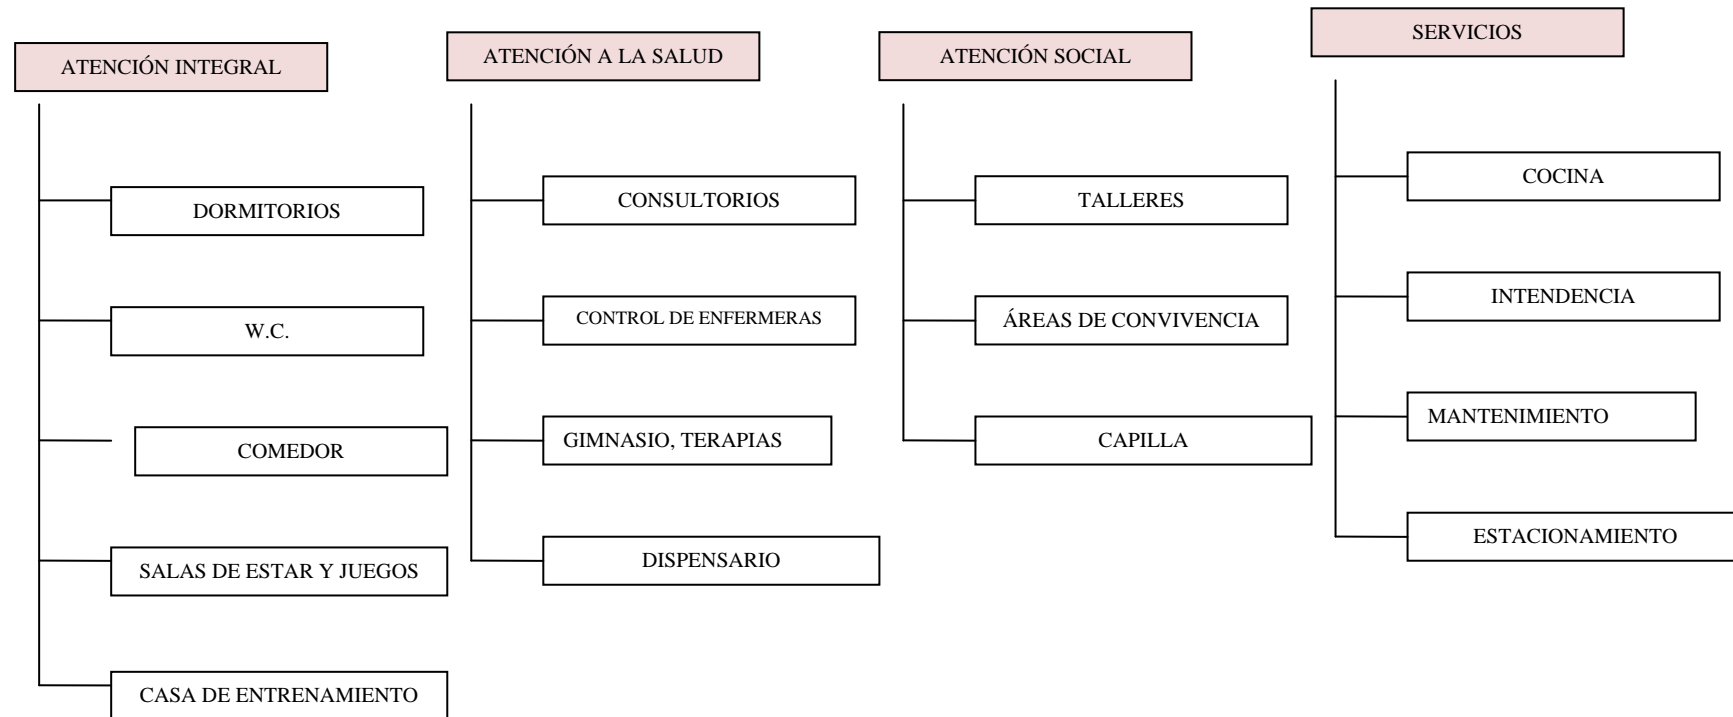 ATENCIÓN INTEGRAL
DORMITORIOS
W.C.
COMEDOR
SALAS DE ESTAR Y JUEGOS
CASA DE ENTRENAMIENTO
ATENCIÓN A LA SALUD
CONSULTORIOS
CONTROL DE ENFERMERAS
GIMNASIO, TERAPIAS
DISPENSARIO
ATENCIÓN SOCIAL
TALLERES
ÁREAS DE CONVIVENCIA
CAPILLA
SERVICIOS
COCINA
INTENDENCIA
MANTENIMIENTO
ESTACIONAMIENTO